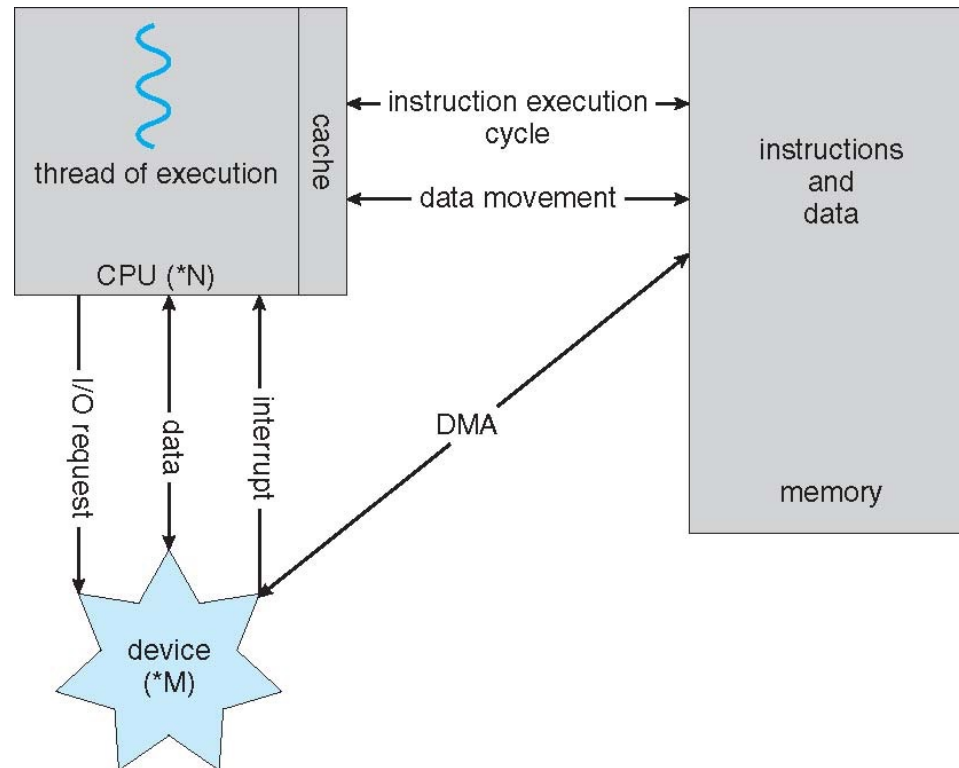 thread of execution
cache
CPU (*N)
instruction execution
cycle
data movement
instructions
and
data
memory
I/O request
data
interrupt
DMA
device
(*M)